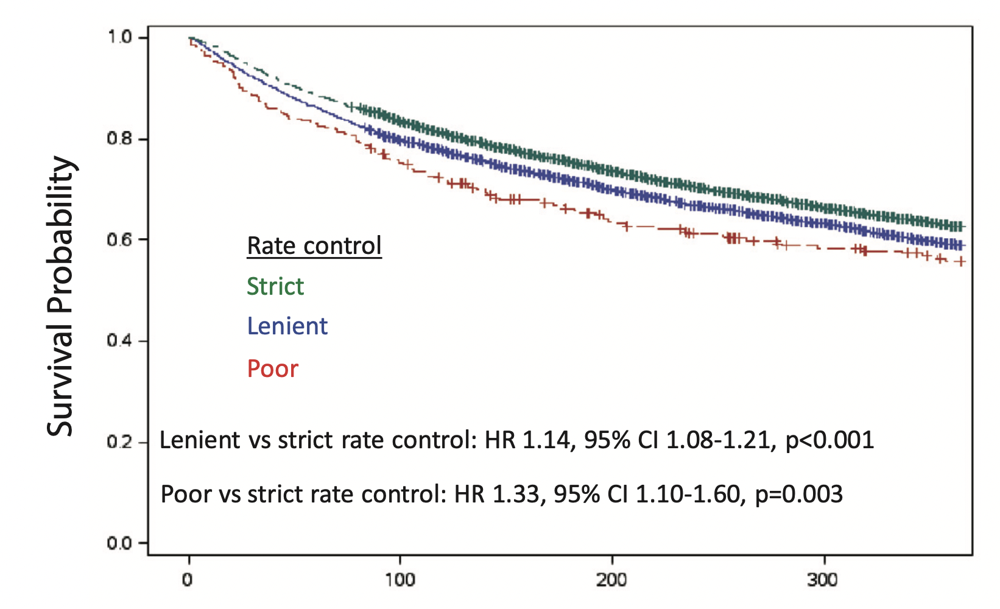 Survival Probability
1.0
0.8
0.6
0.4
0.2
0.0
Rate control
Strict
Lenient
Poor
Lenient vs strict rate control: HR 1.14, 95% CI 1.08-1.21, p<0.001
Poor vs strict rate control: HR 1.33, 95% CI 1.10-1.60, p=0.003
0 100 200 300